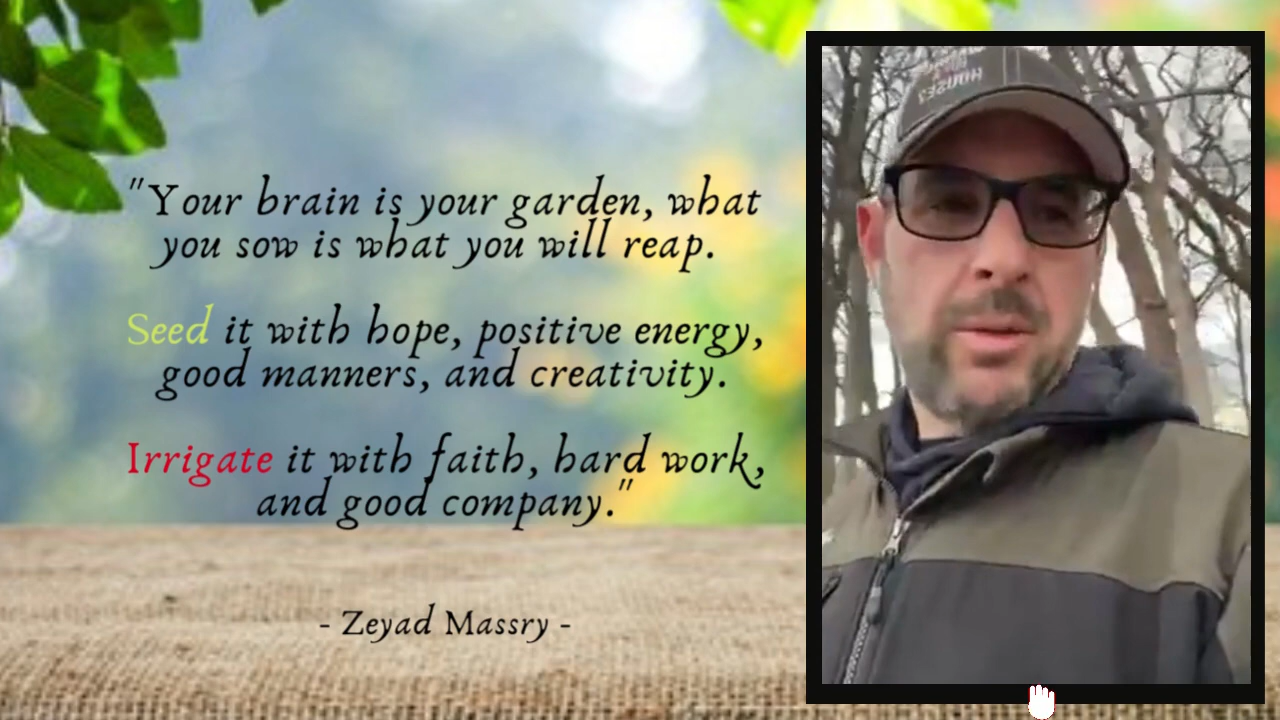 "Your brain is your garden, what
you sow is what you will reap.
Seed it with hope, positive energy,
good manners, and creativity.
Irrigate it with faith, hard work,
and good company."
- Zeyad Massry -